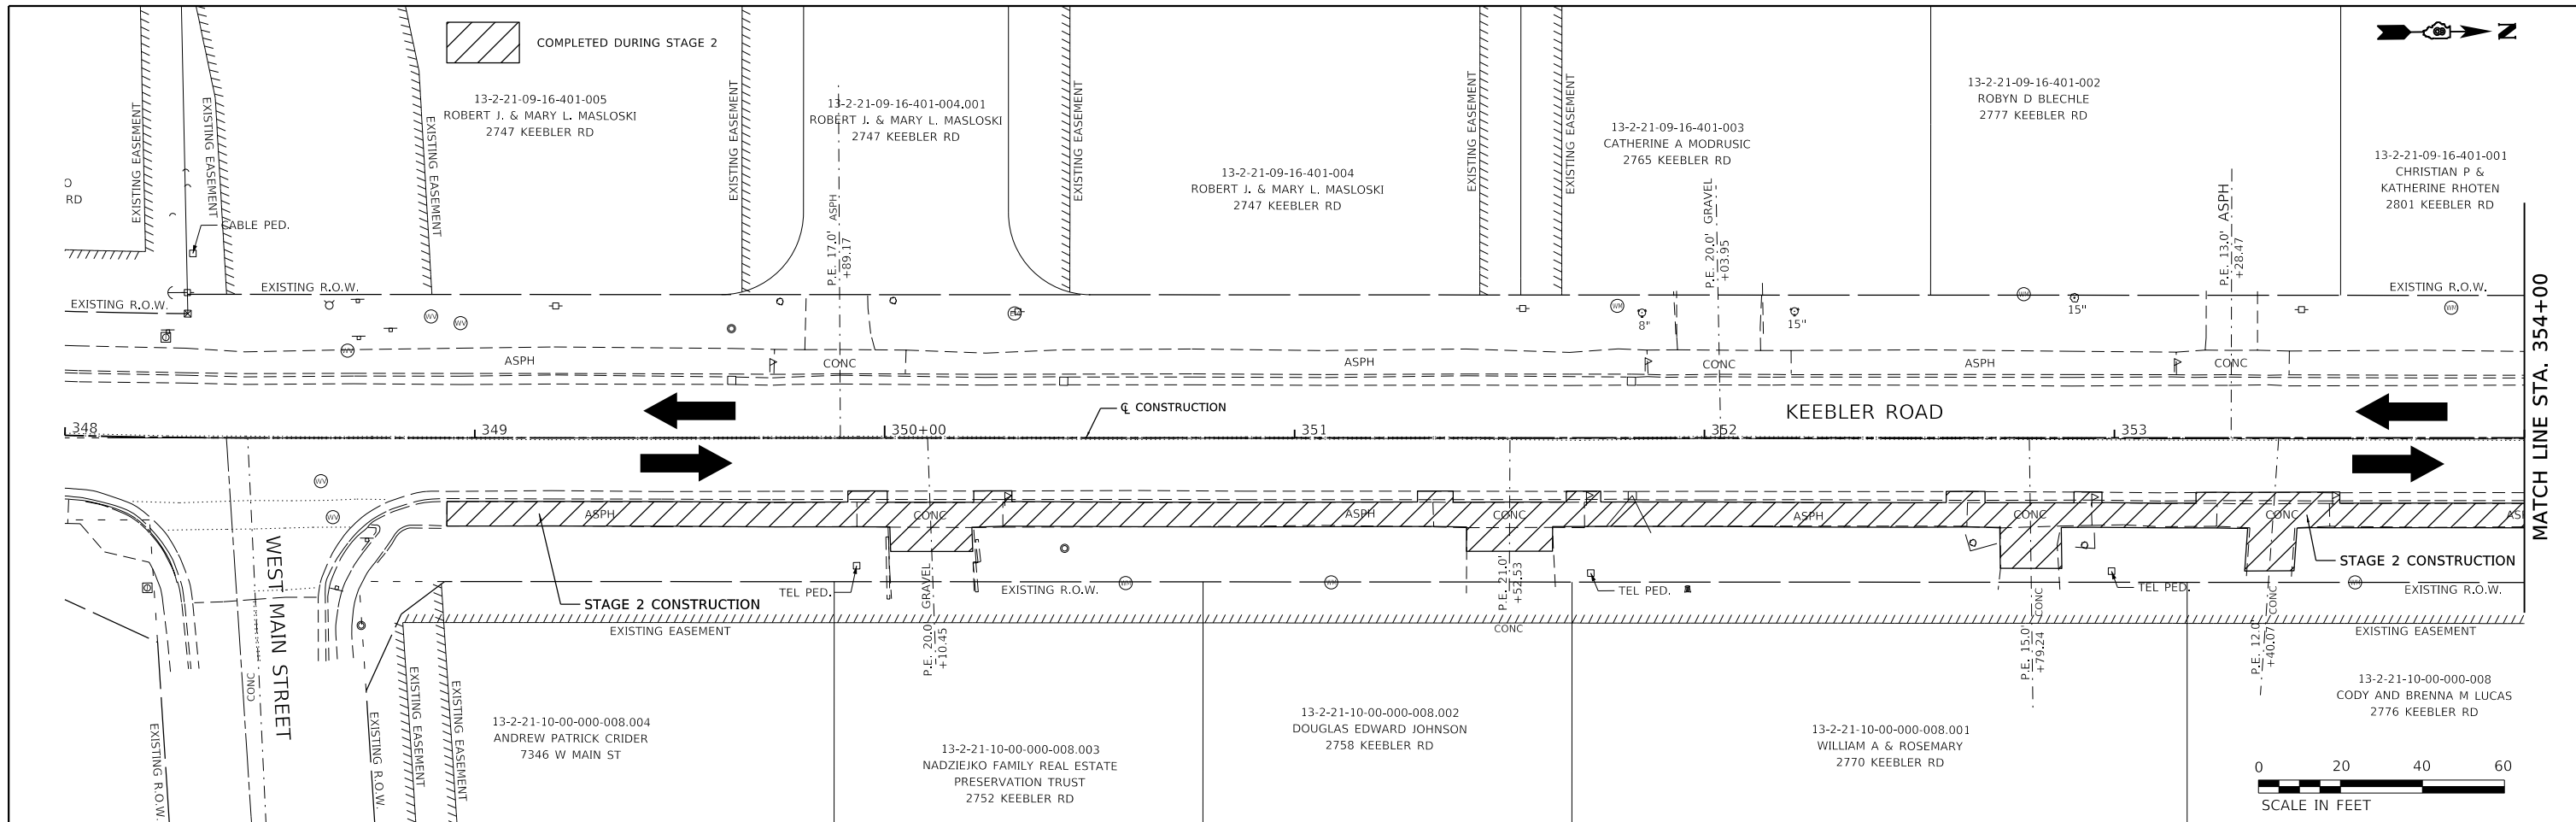 COMPLETED DURING STAGE 2
N
EXISTING EASEMENT
EXISTING EASEMENT
EXISTING EASEMENT
13-2-21-09-16-401-005
ROBERT J. & MARY L. MASLOSKI
2747 KEEBLER RD
EXISTING EASEMENT
13-2-21-09-16-401-004.001
ROBERT J. & MARY L. MASLOSKI
2747 KEEBLER RD
EXISTING EASEMENT
13-2-21-09-16-401-004
ROBERT J. & MARY L. MASLOSKI
2747 KEEBLER RD
EXISTING EASEMENT
EXISTING EASEMENT
13-2-21-09-16-401-003
CATHERINE A MODRUSIC
2765 KEEBLER RD
13-2-21-09-16-401-002
ROBYN D BLECHLE
2777 KEEBLER RD
13-2-21-09-16-401-001
CHRISTIAN P &
KATHERINE RHOTEN
2801 KEEBLER RD
O
RD
CABLE PED.
P.E. 17.0' ASPH
+89.17
P.E. 20.0' GRAVEL
+03.95
P.E. 13.0' ASPH
+28.47
EXISTING R.O.W.
EXISTING R.O.W.
EXISTING R.O.W.
WV
WV
WV
WM
WM
WM
8"
15"
15"
ASPH
CONC
ASPH
CONC
ASPH
CONC
MATCH LINE STA. 354+00
℄ CONSTRUCTION
KEEBLER ROAD
348
349
350+00
351
352
353
WV
WV
ASPH
CONC
ASPH
CONC
ASPH
CONC
CONC
ASI
WEST MAIN STREET
CONC
STAGE 2 CONSTRUCTION
STAGE 2 CONSTRUCTION
TEL PED.
EXISTING R.O.W.
WM
WM
TEL PED.
TEL PED.
WM
EXISTING R.O.W.
EXISTING EASEMENT
P.E. 20.0' GRAVEL
+10.45
P.E. 21.0'
+52.53
CONC
P.E. 15.0' CONC
+79.24
P.E. 12.0' CONC
+40.07
EXISTING EASEMENT
EXISTING R.O.W.
EXISTING R.O.W.
EXISTING EASEMENT
EXISTING EASEMENT
13-2-21-10-00-000-008.004
ANDREW PATRICK CRIDER
7346 W MAIN ST
13-2-21-10-00-000-008.003
NADZIEJKO FAMILY REAL ESTATE
PRESERVATION TRUST
2752 KEEBLER RD
13-2-21-10-00-000-008.002
DOUGLAS EDWARD JOHNSON
2758 KEEBLER RD
13-2-21-10-00-000-008.001
WILLIAM A & ROSEMARY
2770 KEEBLER RD
13-2-21-10-00-000-008
CODY AND BRENNA M LUCAS
2776 KEEBLER RD
0 20 40 60
SCALE IN FEET